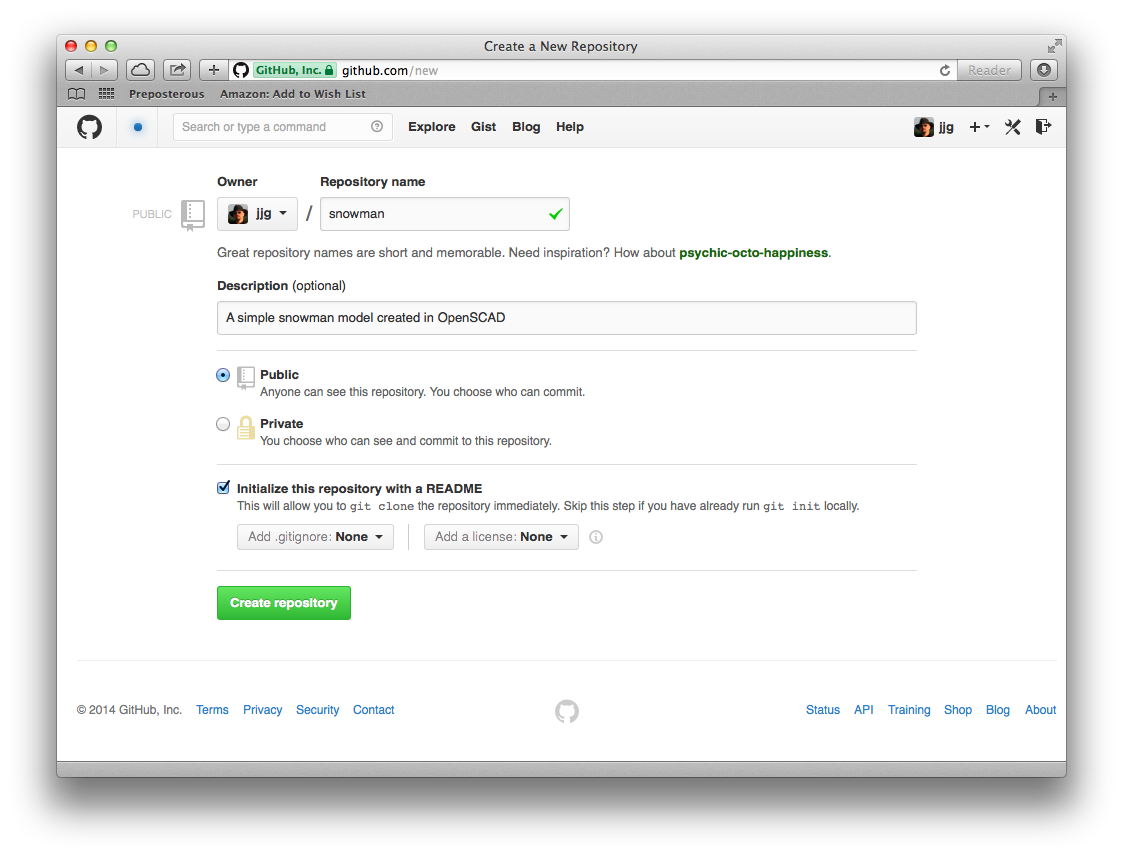 Create a New Repository
GitHub, Inc. github.com/new Reader
Preposterous Amazon: Add to Wish List
Search or type a command Explore Gist Blog Help jjg
Owner Repository name
PUBLIC jjg / snowman
Great repository names are short and memorable. Need inspiration? How about psychic-octo-happiness.
Description (optional)
A simple snowman model created in OpenSCAD
Public
Anyone can see this repository. You choose who can commit.
Private
You choose who can see and commit to this repository.
Initialize this repository with a README
This will allow you to git clone the repository immediately. Skip this step if you have already run git init locally.
Add .gitignore: None Add a license: None
Create repository
© 2014 GitHub, Inc. Terms Privacy Security Contact Status API Training Shop Blog About